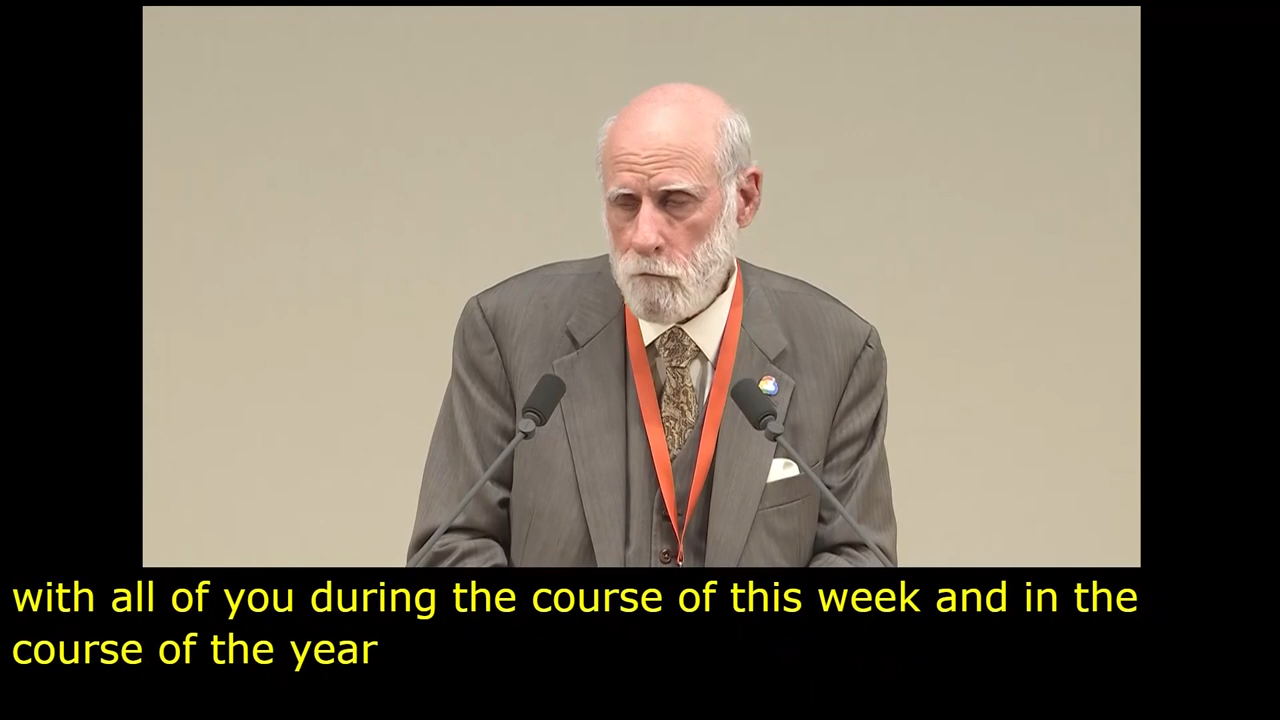 with all of you during the course of this week and in the
course of the year